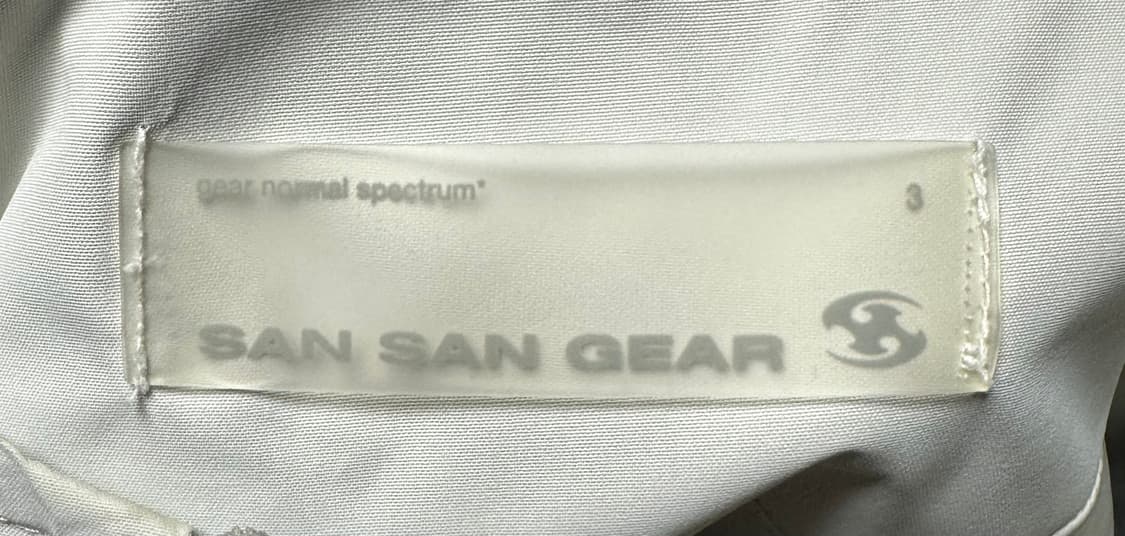 gear normal spectrum*
3
SAN SAN GEAR